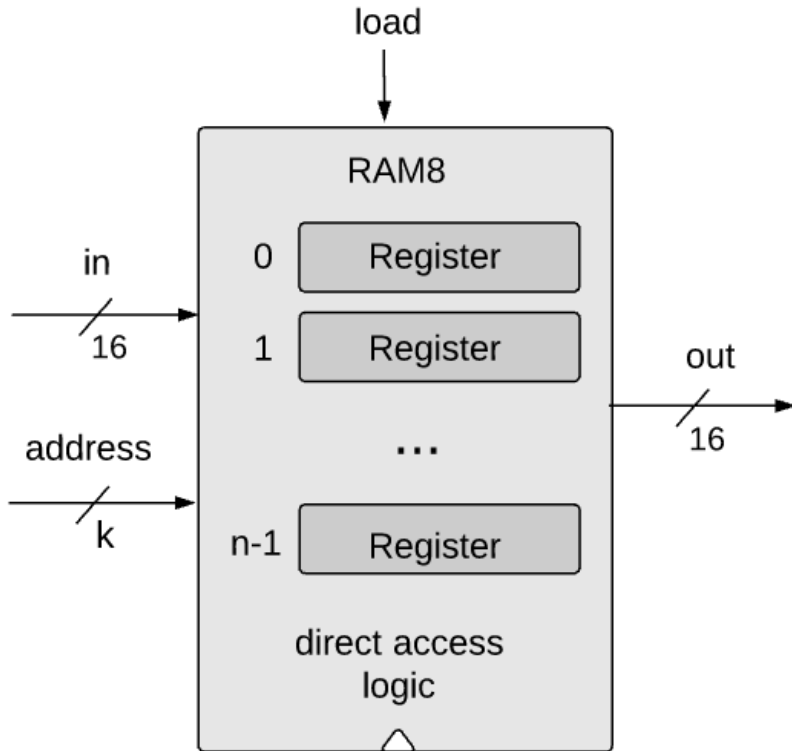 load
RAM8
0 Register
in
16
1 Register
out
16
...
address
k
n-1 Register
direct access
logic